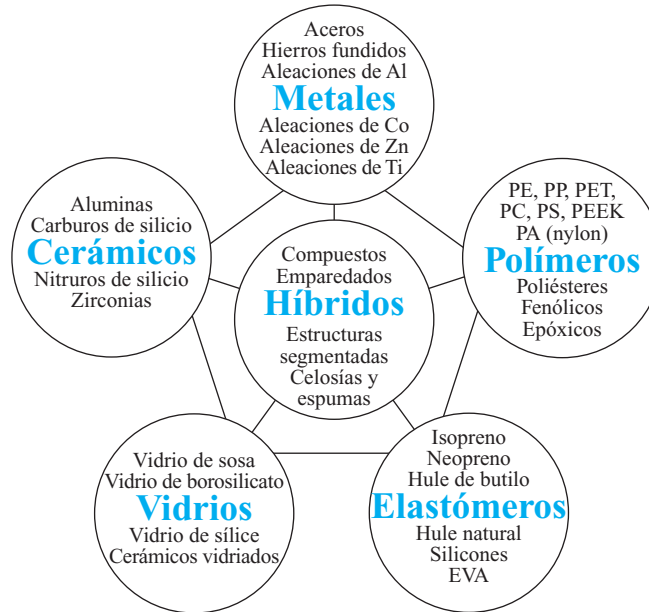 Aceros
Hierros fundidos
Aleaciones de Al
Metales
Aleaciones de Co
Aleaciones de Zn
Aleaciones de Ti
Aluminas
Carburos de silicio
Cerámicos
Nitruros de silicio
Zirconias
Compuestos
Emparedados
Híbridos
Estructuras
segmentadas
Celosías y
espumas
PE, PP, PET,
PC, PS, PEEK
PA (nylon)
Polímeros
Poliésteres
Fenólicos
Epóxicos
Vidrio de sosa
Vidrio de borosilicato
Vidrios
Vidrio de sílice
Cerámicos vidriados
Isopreno
Neopreno
Hule de butilo
Elastómeros
Hule natural
Silicones
EVA